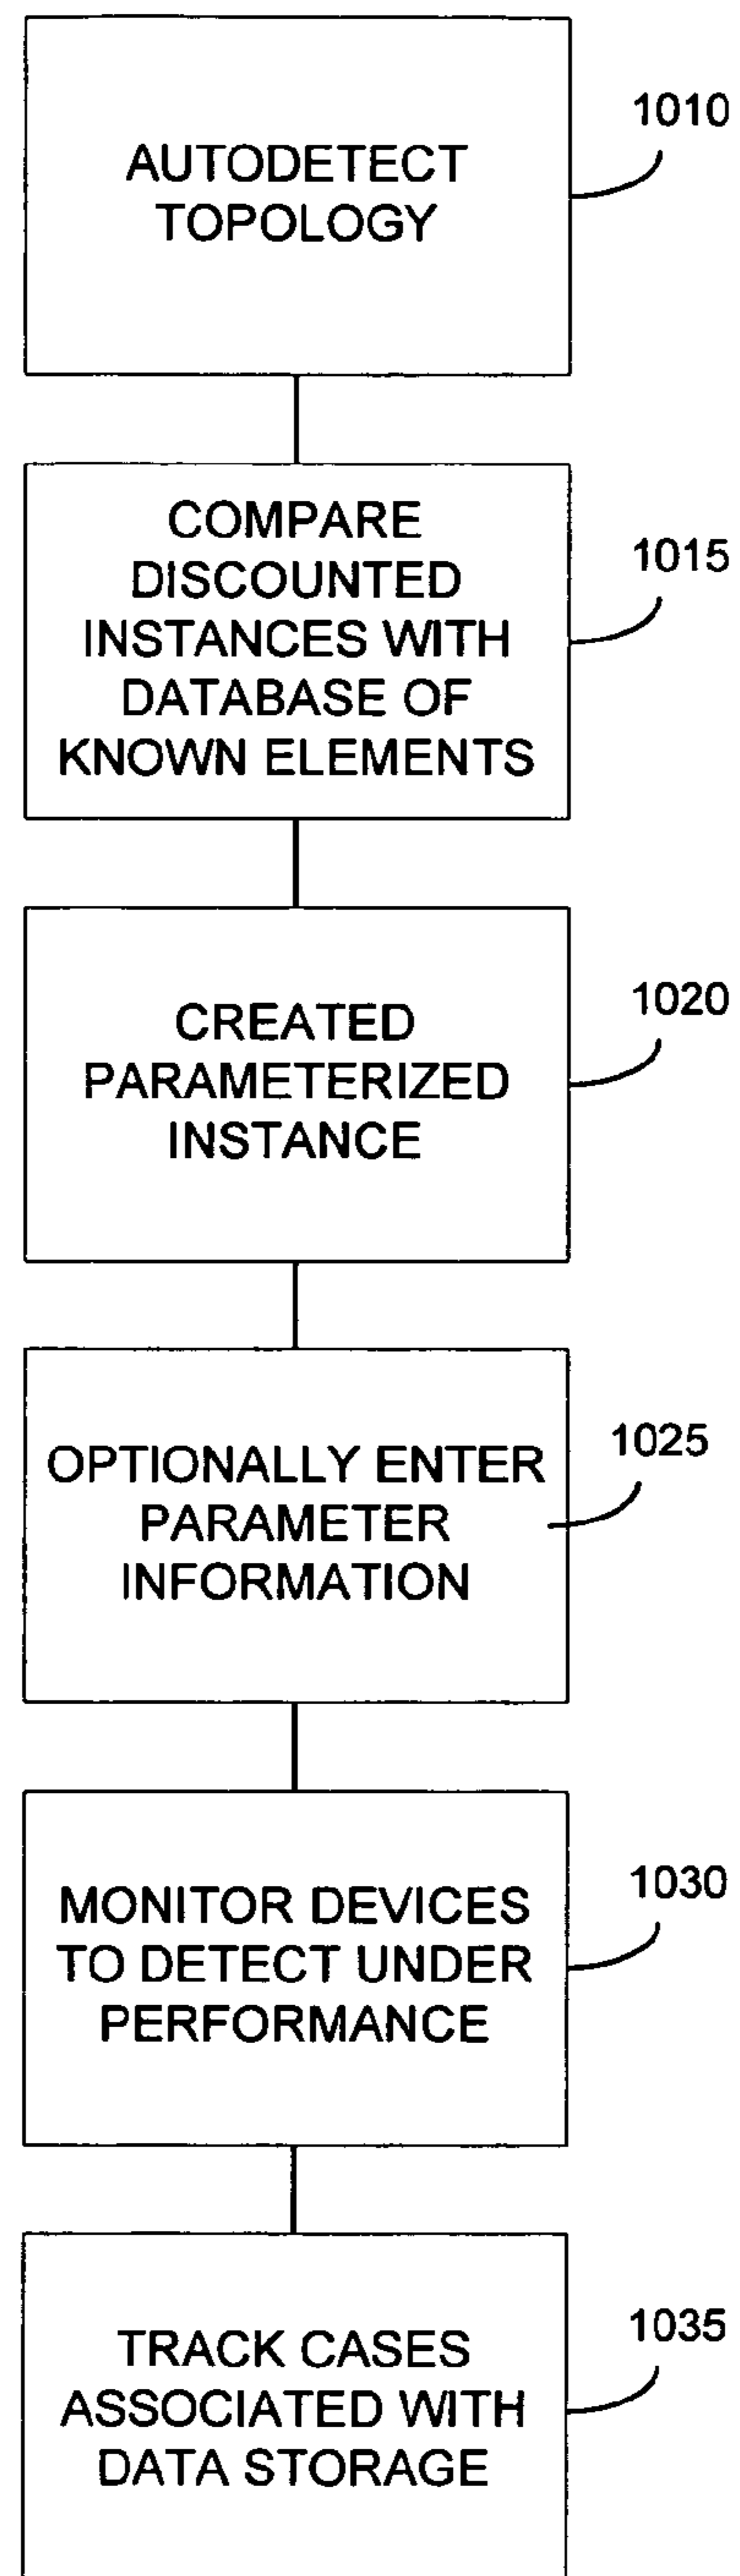 AUTODETECT
TOPOLOGY
1010
COMPARE
DISCOUNTED
INSTANCES WITH
DATABASE OF
KNOWN ELEMENTS
1015
CREATED
PARAMETERIZED
INSTANCE
1020
OPTIONALLY ENTER
PARAMETER
INFORMATION
1025
MONITOR DEVICES
TO DETECT UNDER
PERFORMANCE
1030
TRACK CASES
ASSOCIATED WITH
DATA STORAGE
1035